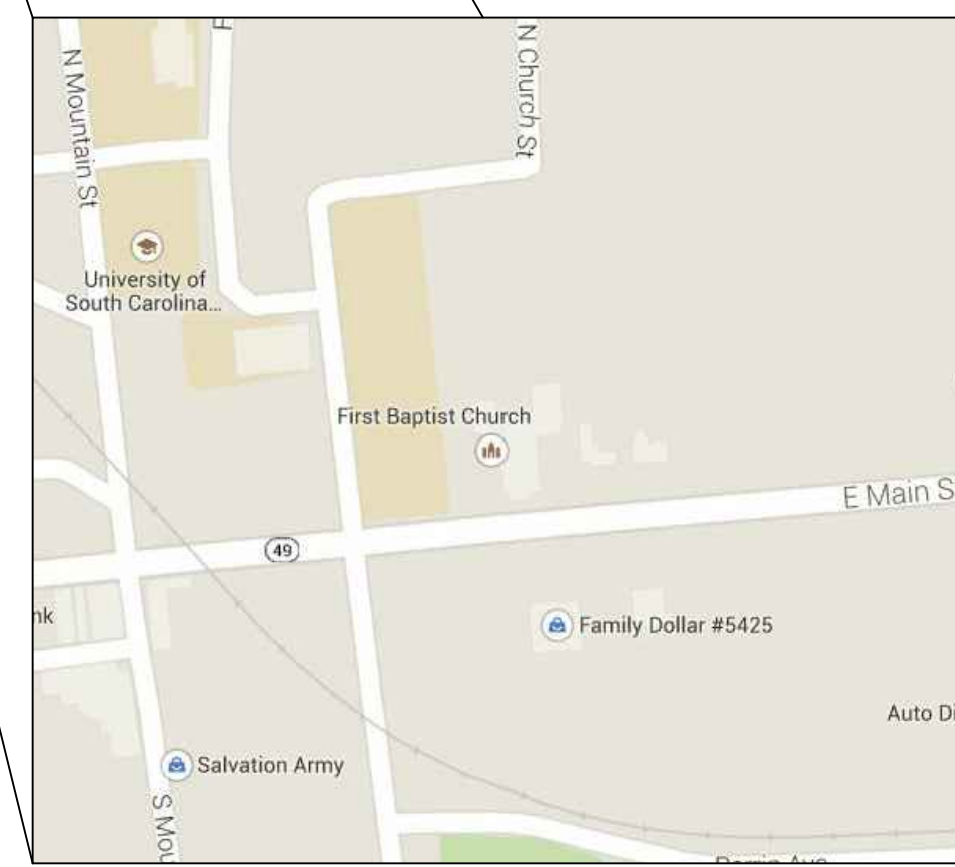 N Mountain St
N Church St
University of
South Carolina...
First Baptist Church
E Main S
49
nk
Family Dollar #5425
Auto Di
Salvation Army
S Mou